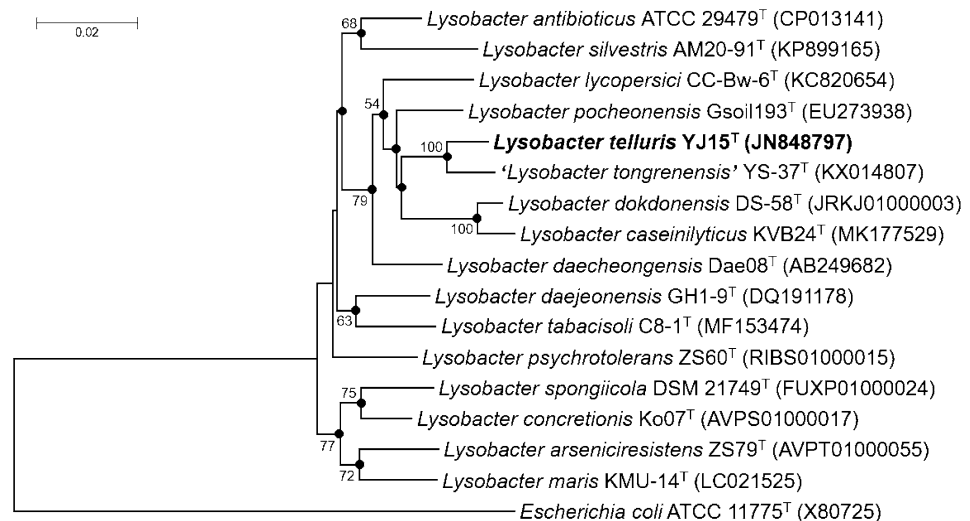 0.02
68
Lysobacter antibioticus ATCC 29479ᵀ (CP013141)
Lysobacter silvestris AM20-91ᵀ (KP899165)
Lysobacter lycopersici CC-Bw-6ᵀ (KC820654)
54
Lysobacter pocheonensis Gsoil193ᵀ (EU273938)
100
Lysobacter telluris YJ15ᵀ (JN848797)
'Lysobacter tongrenensis' YS-37ᵀ (KX014807)
79
Lysobacter dokdonensis DS-58ᵀ (JRKJ01000003)
100
Lysobacter caseinilyticus KVB24ᵀ (MK177529)
Lysobacter daecheongensis Dae08ᵀ (AB249682)
Lysobacter daejeonensis GH1-9ᵀ (DQ191178)
63
Lysobacter tabacisoli C8-1ᵀ (MF153474)
Lysobacter psychrotolerans ZS60ᵀ (RIBS01000015)
75
Lysobacter spongiicola DSM 21749ᵀ (FUXP01000024)
Lysobacter concretionis Ko07ᵀ (AVPS01000017)
77
Lysobacter arseniciresistens ZS79ᵀ (AVPT01000055)
72
Lysobacter maris KMU-14ᵀ (LC021525)
Escherichia coli ATCC 11775ᵀ (X80725)